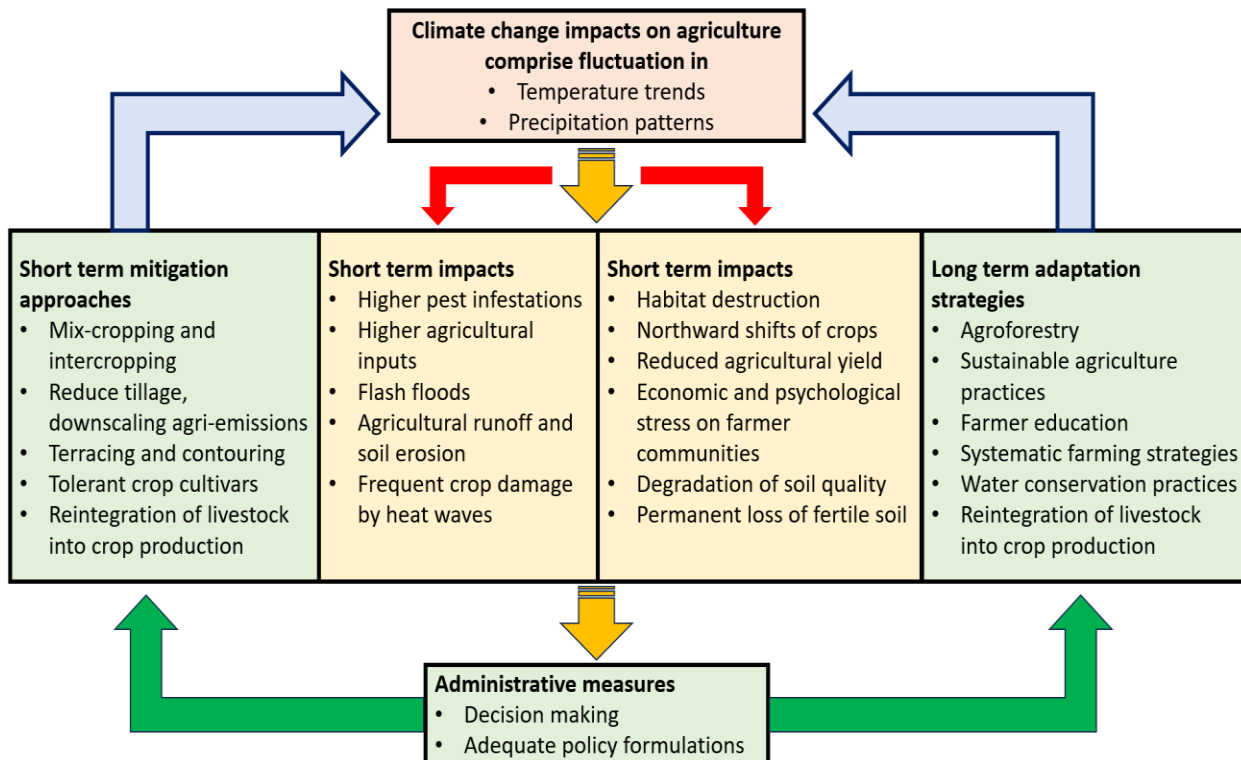 Climate change impacts on agriculture
comprise fluctuation in
• Temperature trends
• Precipitation patterns
Short term mitigation
approaches
• Mix-cropping and
intercropping
• Reduce tillage,
downscaling agri-emissions
• Terracing and contouring
• Tolerant crop cultivars
• Reintegration of livestock
into crop production
Short term impacts
• Higher pest infestations
• Higher agricultural
inputs
• Flash floods
• Agricultural runoff and
soil erosion
• Frequent crop damage
by heat waves
Short term impacts
• Habitat destruction
• Northward shifts of crops
• Reduced agricultural yield
• Economic and psychological
stress on farmer
communities
• Degradation of soil quality
• Permanent loss of fertile soil
Long term adaptation
strategies
• Agroforestry
• Sustainable agriculture
practices
• Farmer education
• Systematic farming strategies
• Water conservation practices
• Reintegration of livestock
into crop production
Administrative measures
• Decision making
• Adequate policy formulations